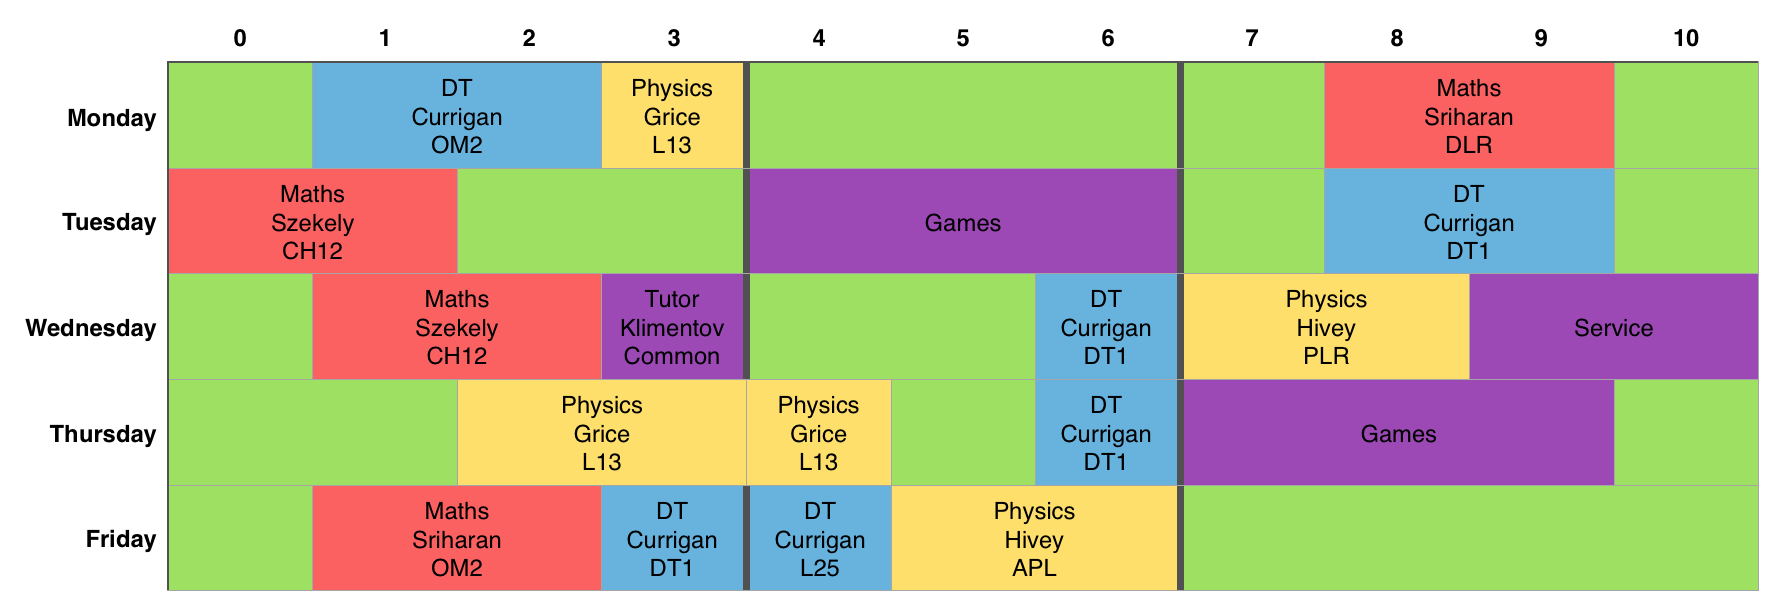 0 1 2 3 4 5 6 7 8 9 10
Monday
DT
Currigan
OM2
Physics
Grice
L13
Maths
Sriharan
DLR
Tuesday
Maths
Szekely
CH12
Games
DT
Currigan
DT1
Wednesday
Maths
Szekely
CH12
Tutor
Klimentov
Common
DT
Currigan
DT1
Physics
Hivey
PLR
Service
Thursday
Physics
Grice
L13
Physics
Grice
L13
DT
Currigan
DT1
Games
Friday
Maths
Sriharan
OM2
DT
Currigan
DT1
DT
Currigan
L25
Physics
Hivey
APL